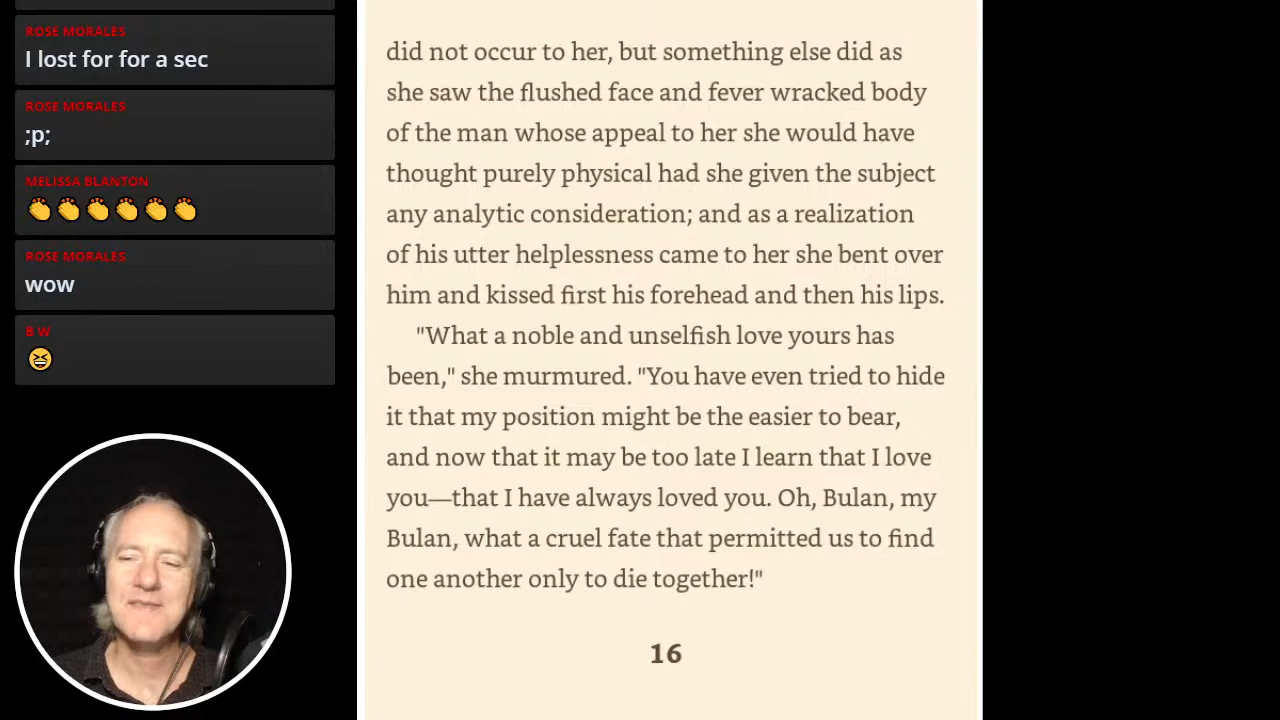 ROSE MORALES
I lost for for a sec
ROSE MORALES
;p;
MELISSA BLANTON
👏👏👏👏👏👏
ROSE MORALES
wow
B W
😆
did not occur to her, but something else did as
she saw the flushed face and fever wracked body
of the man whose appeal to her she would have
thought purely physical had she given the subject
any analytic consideration; and as a realization
of his utter helplessness came to her she bent over
him and kissed first his forehead and then his lips.
"What a noble and unselfish love yours has
been," she murmured. "You have even tried to hide
it that my position might be the easier to bear,
and now that it may be too late I learn that I love
you—that I have always loved you. Oh, Bulan, my
Bulan, what a cruel fate that permitted us to find
one another only to die together!"
16